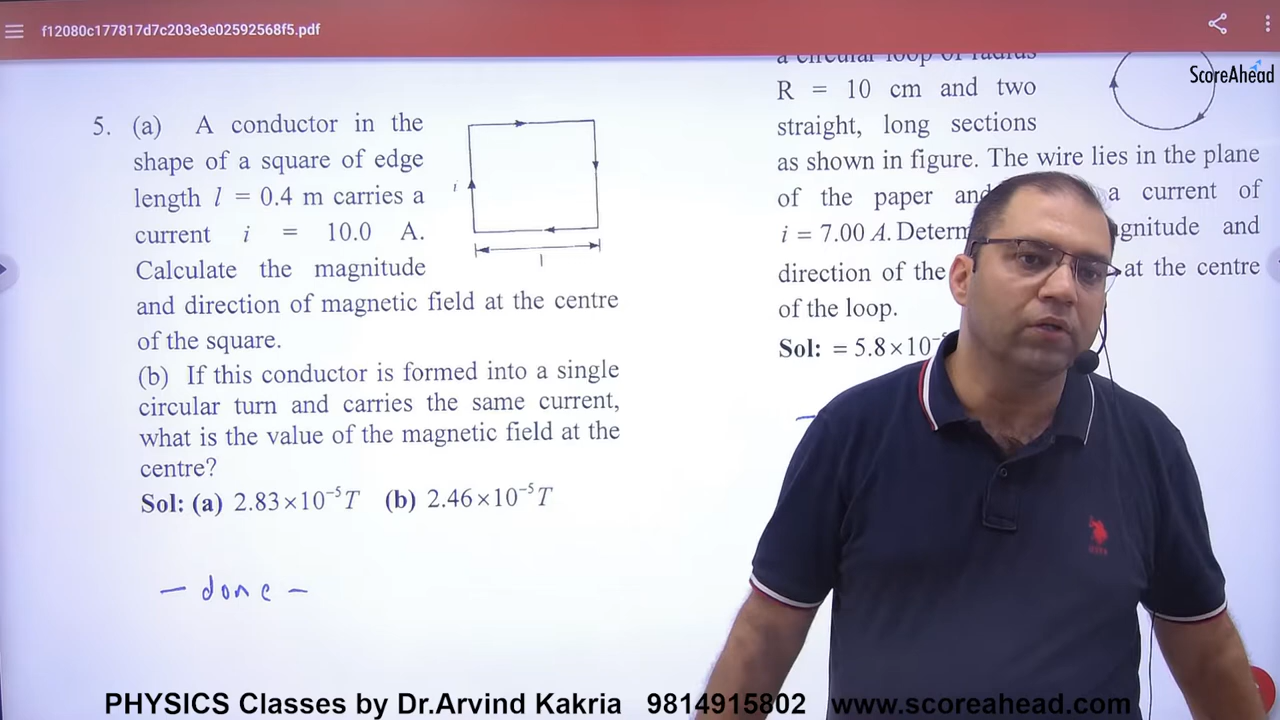 f12080c177817d7c203e3e02592568f5.pdf
ScoreAhead
5. (a) A conductor in the
shape of a square of edge
length l = 0.4 m carries a
current i = 10.0 A.
Calculate the magnitude
and direction of magnetic field at the centre
of the square.
(b) If this conductor is formed into a single
circular turn and carries the same current,
what is the value of the magnetic field at the
centre?
Sol: (a) 2.83×10⁻⁵T (b) 2.46×10⁻⁵T
i
l
– done –
a circular loop of radius
R = 10 cm and two
straight, long sections
as shown in figure. The wire lies in the plane
of the paper and a current of
i = 7.00 A. and
direction of the at the centre
of the loop.
Sol: = 5.8×10⁻
PHYSICS Classes by Dr.Arvind Kakria 9814915802 www.scoreahead.com